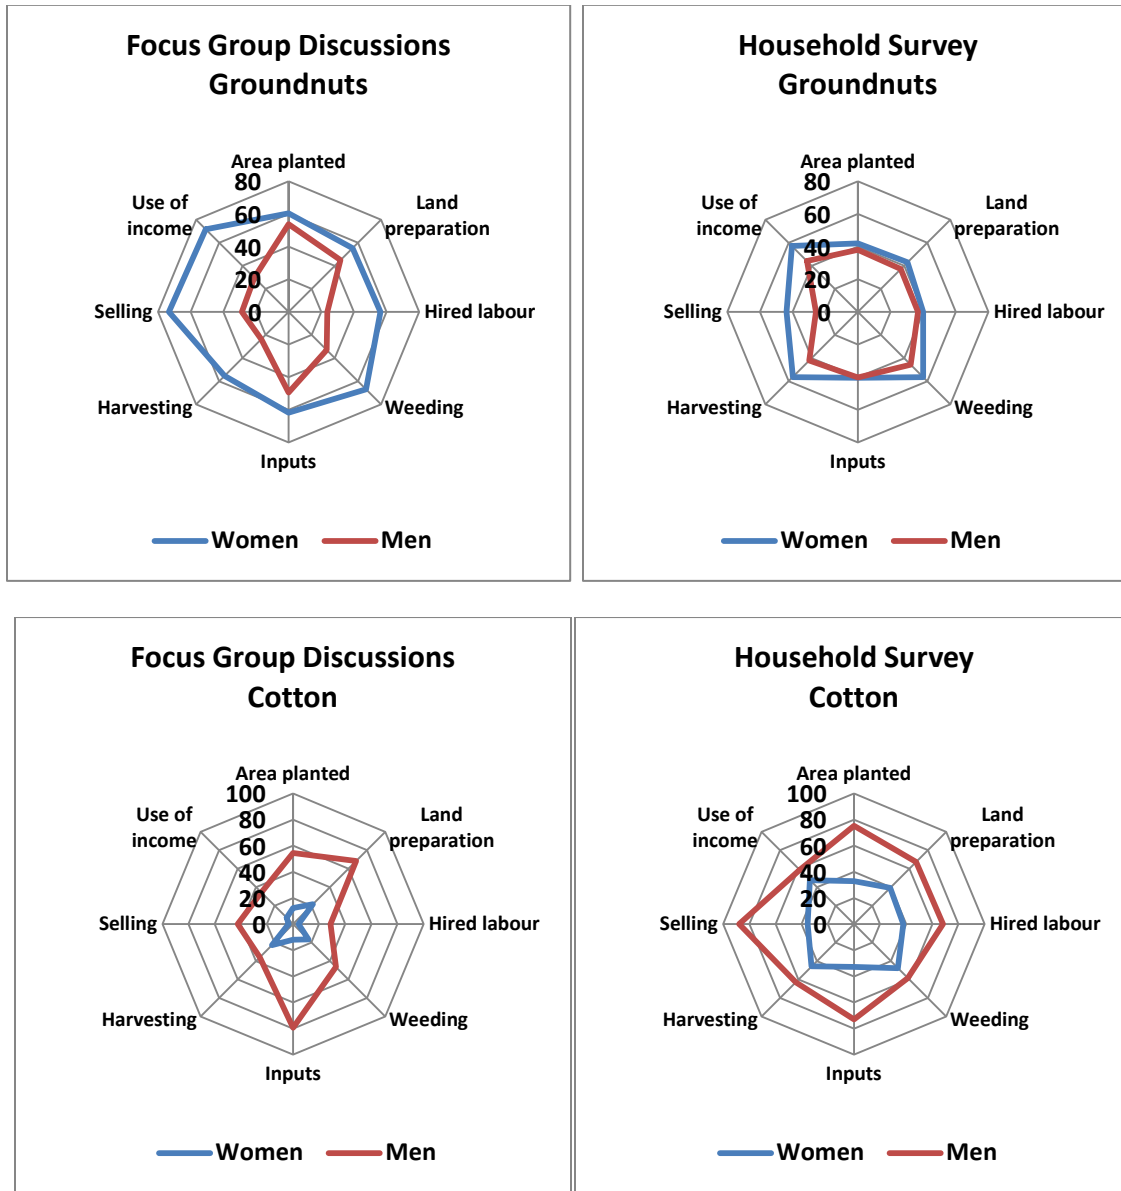 Focus Group Discussions
Groundnuts
Area planted
80
Use of
income
Land
preparation
60
40
20
Selling
0
Hired labour
Harvesting
Weeding
Inputs
Women
Men
Household Survey
Groundnuts
Area planted
80
Use of
income
Land
preparation
60
40
20
Selling
0
Hired labour
Harvesting
Weeding
Inputs
Women
Men
Focus Group Discussions
Cotton
Area planted
100
Use of
income
Land
preparation
80
60
40
20
Selling
0
Hired labour
Harvesting
Weeding
Inputs
Women
Men
Household Survey
Cotton
Area planted
100
Use of
income
Land
preparation
80
60
40
20
Selling
0
Hired labour
Harvesting
Weeding
Inputs
Women
Men